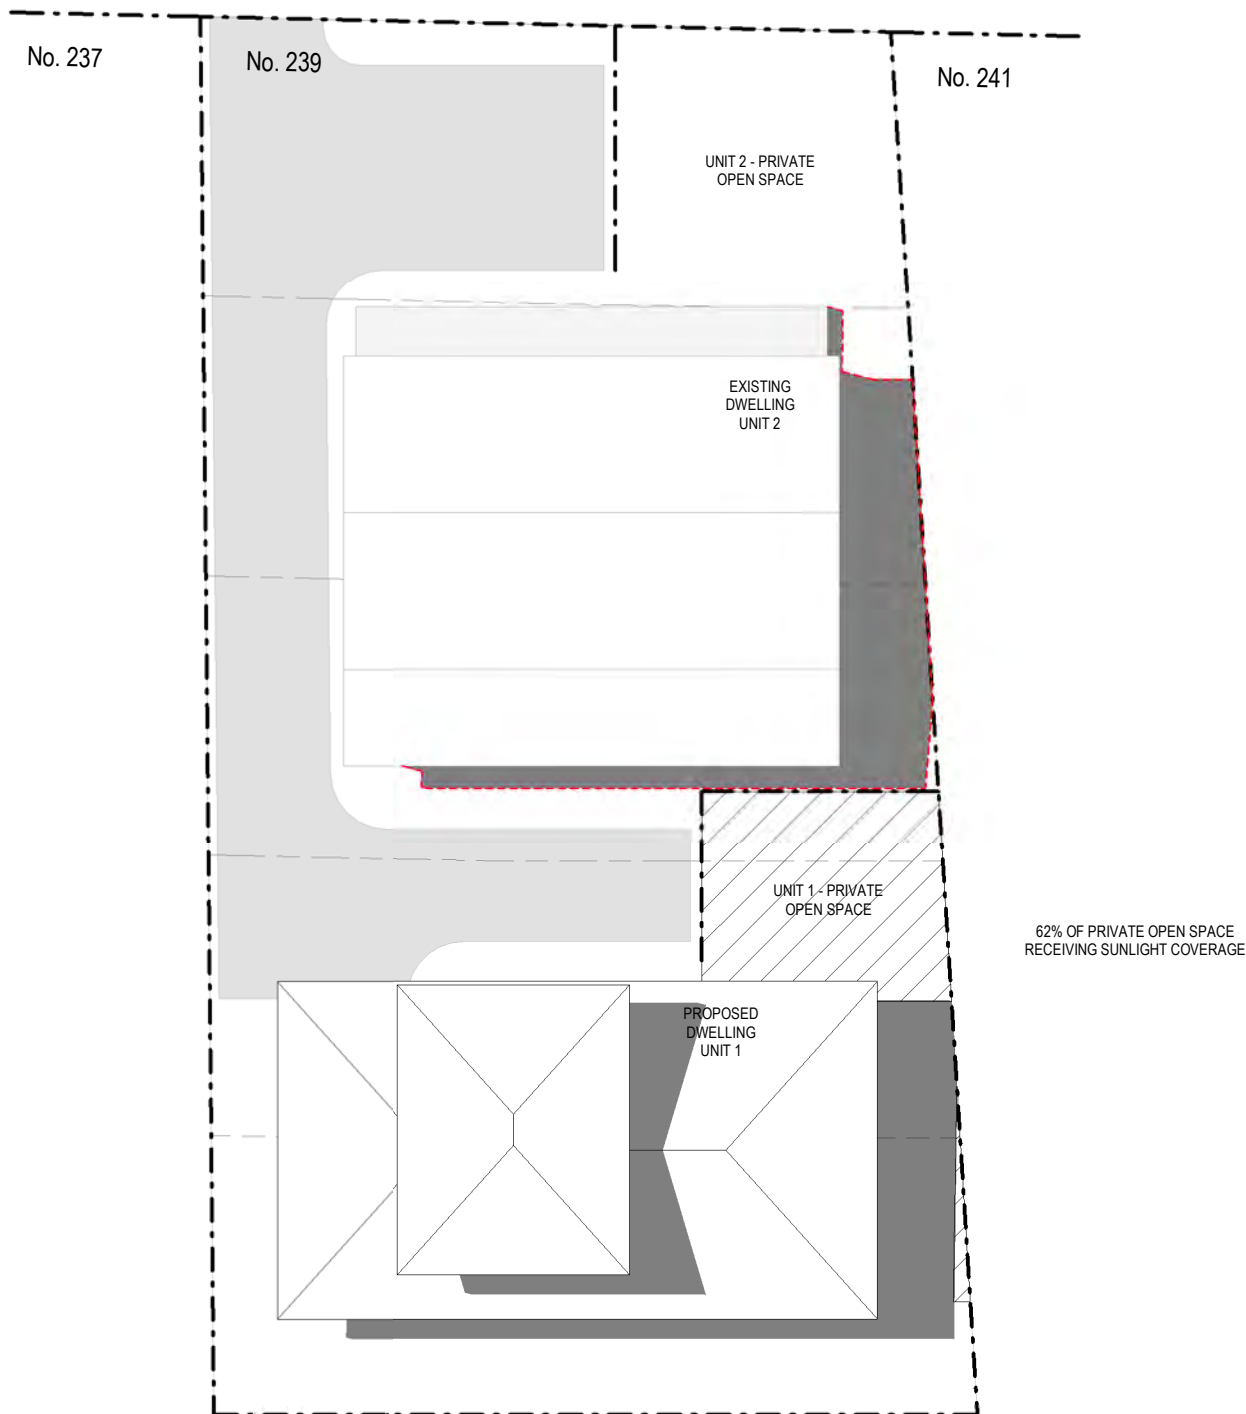 No. 237
No. 239
No. 241
UNIT 2 - PRIVATE
OPEN SPACE
EXISTING
DWELLING
UNIT 2
UNIT 1 - PRIVATE
OPEN SPACE
62% OF PRIVATE OPEN SPACE
RECEIVING SUNLIGHT COVERAGE
PROPOSED
DWELLING
UNIT 1